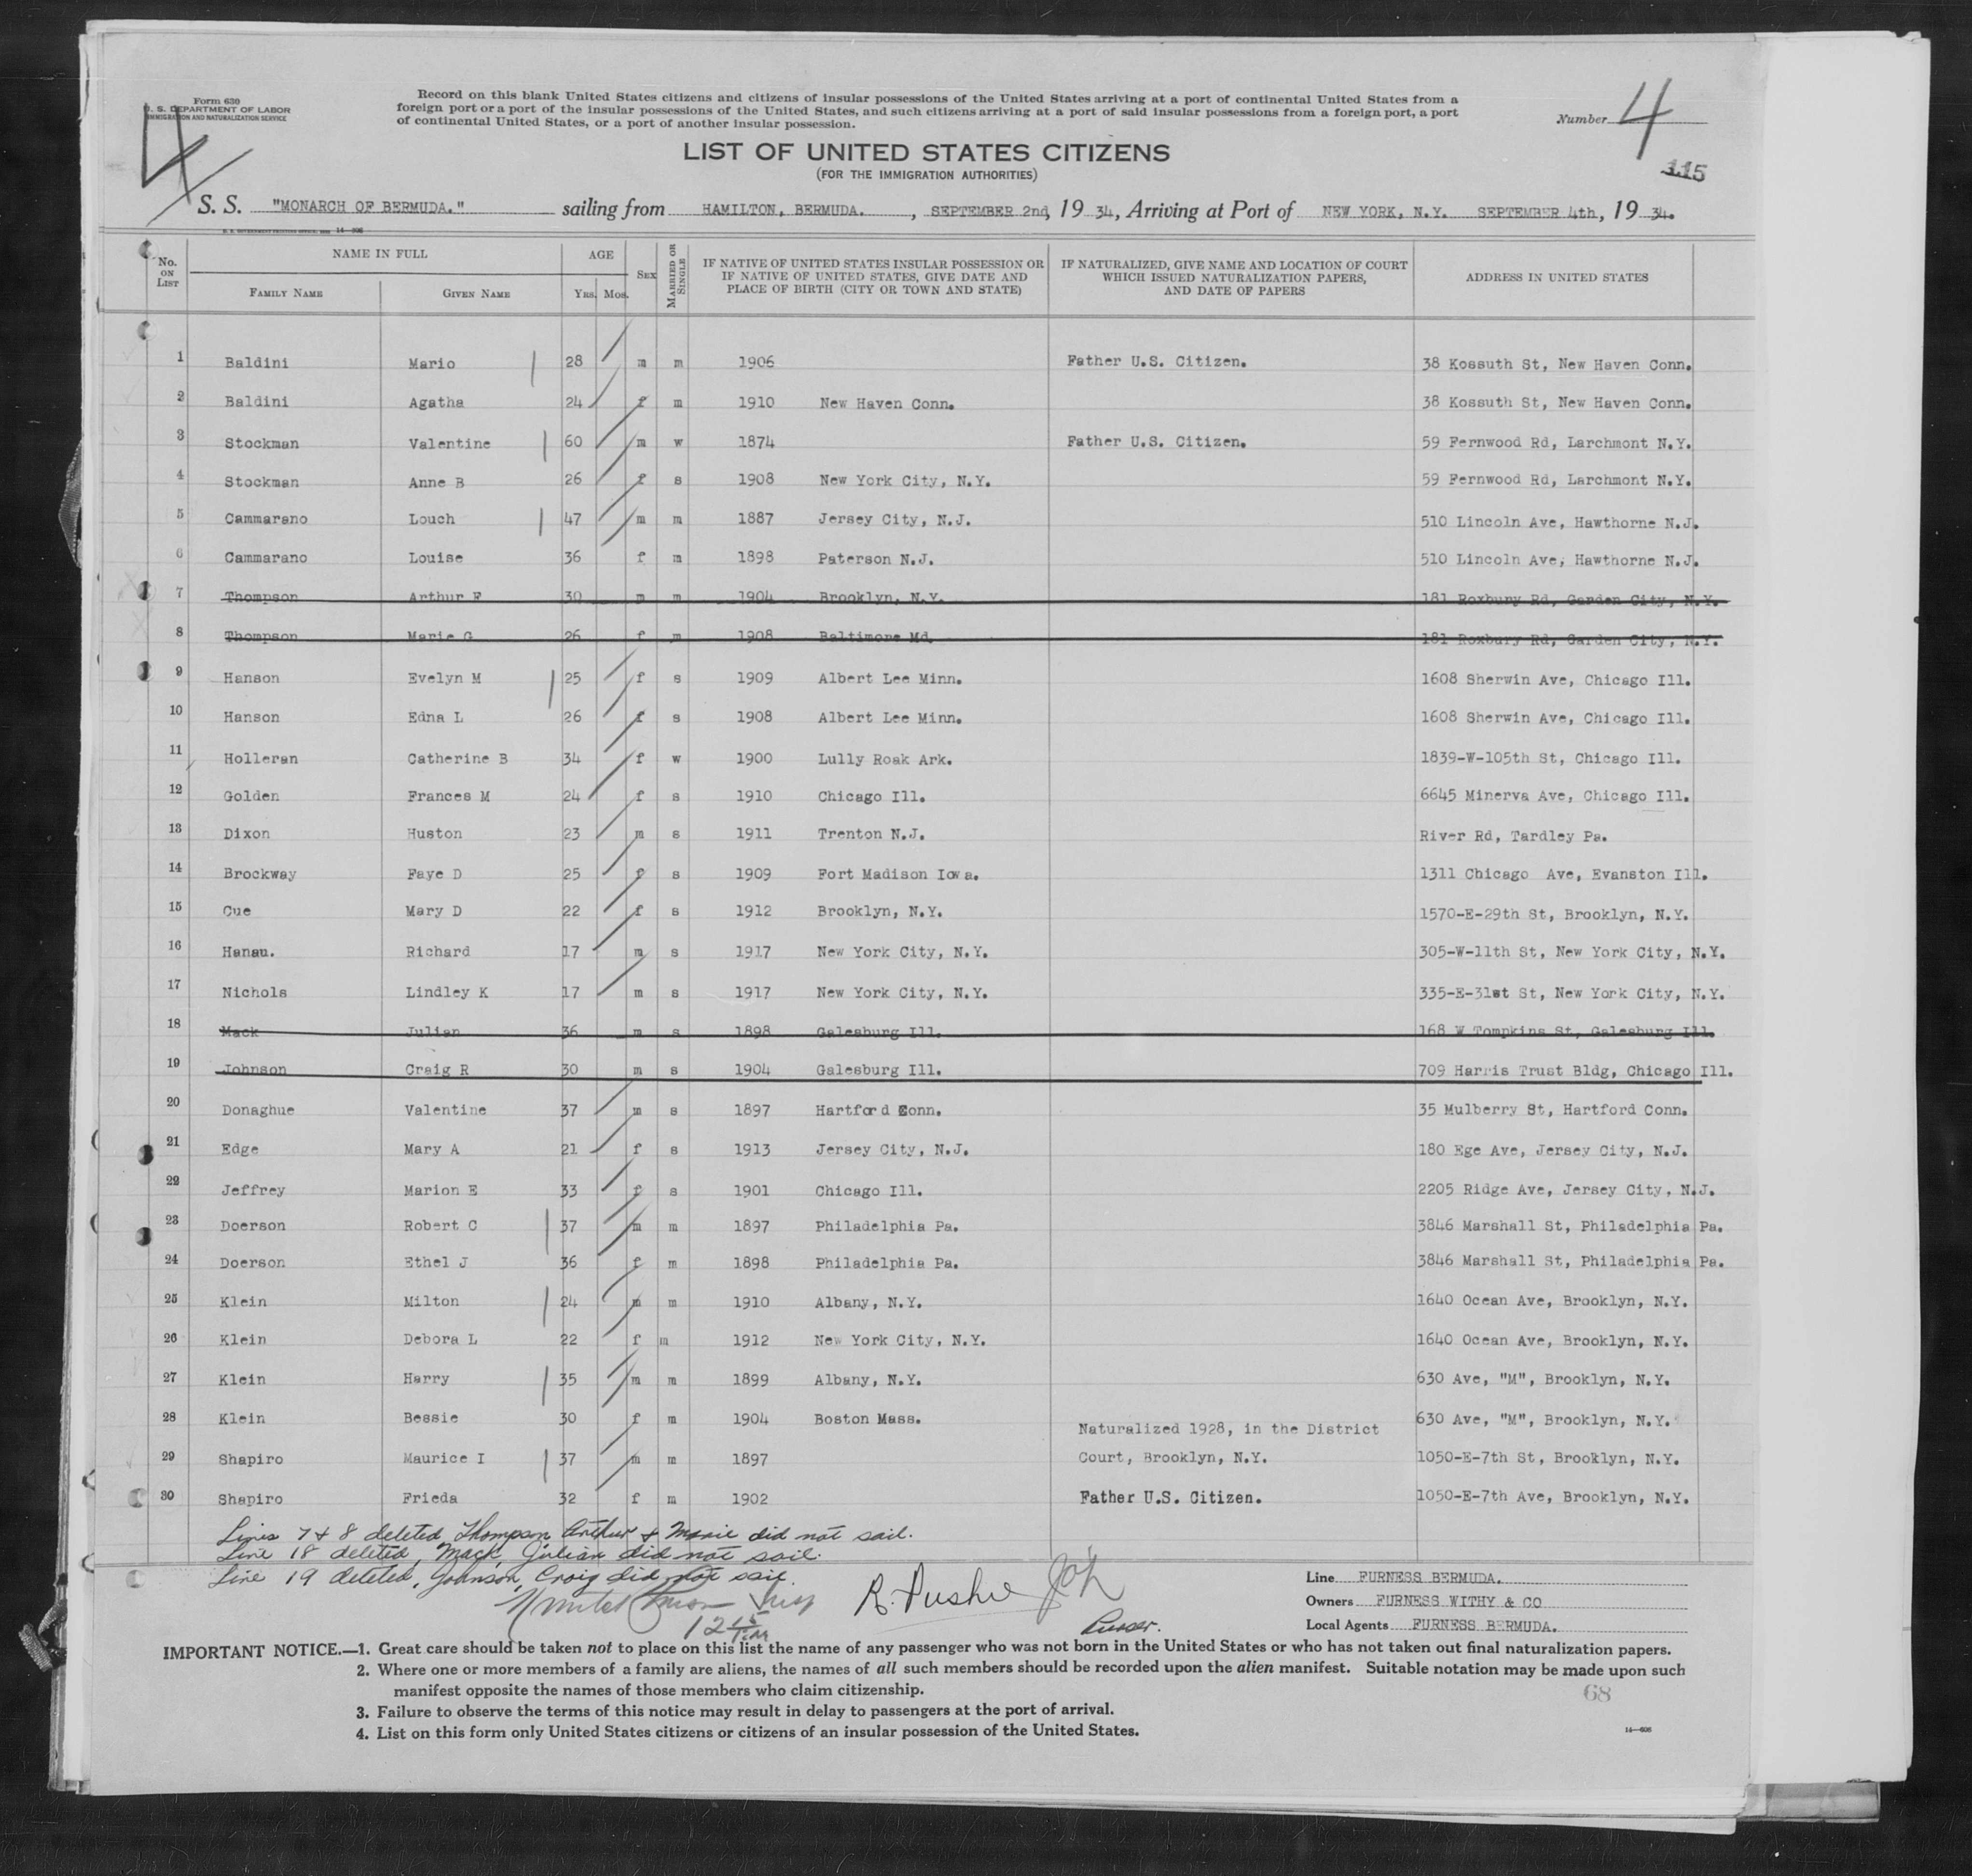 Form 630
U. S. DEPARTMENT OF LABOR
IMMIGRATION AND NATURALIZATION SERVICE
Record on this blank United States citizens and citizens of insular possessions of the United States arriving at a port of continental United States from a
foreign port or a port of the insular possessions of the United States, and such citizens arriving at a port of said insular possessions from a foreign port, a port
of continental United States, or a port of another insular possession.
Number 4
4
115
LIST OF UNITED STATES CITIZENS
(FOR THE IMMIGRATION AUTHORITIES)
S. S. "MONARCH OF BERMUDA." sailing from HAMILTON, BERMUDA. , SEPTEMBER 2nd, 19 34, Arriving at Port of NEW YORK, N.Y. SEPTEMBER 4th, 19 34.
No. ON LIST NAME IN FULL FAMILY NAME GIVEN NAME AGE YRS. MOS. SEX MARRIED OR SINGLE IF NATIVE OF UNITED STATES INSULAR POSSESSION OR IF NATIVE OF UNITED STATES, GIVE DATE AND PLACE OF BIRTH (CITY OR TOWN AND STATE) IF NATURALIZED, GIVE NAME AND LOCATION OF COURT WHICH ISSUED NATURALIZATION PAPERS, AND DATE OF PAPERS ADDRESS IN UNITED STATES
1 Baldini Mario 28 m m 1906 Father U.S. Citizen. 38 Kossuth St, New Haven Conn.
2 Baldini Agatha 24 f m 1910 New Haven Conn. 38 Kossuth St, New Haven Conn.
3 Stockman Valentine 60 m w 1874 Father U.S. Citizen. 59 Fernwood Rd, Larchmont N.Y.
4 Stockman Anne B 26 f s 1908 New York City, N.Y. 59 Fernwood Rd, Larchmont N.Y.
5 Cammarano Louch 47 m m 1887 Jersey City, N.J. 510 Lincoln Ave, Hawthorne N.J.
6 Cammarano Louise 36 f m 1898 Paterson N.J. 510 Lincoln Ave, Hawthorne N.J.
7 Thompson Arthur F 30 m m 1904 Brooklyn, N.Y. 181 Roxbury Rd, Garden City, N.Y.
8 Thompson Marie G 26 f m 1908 Baltimore Md. 181 Roxbury Rd, Garden City, N.Y.
9 Hanson Evelyn M 25 f s 1909 Albert Lee Minn. 1608 Sherwin Ave, Chicago Ill.
10 Hanson Edna L 26 f s 1908 Albert Lee Minn. 1608 Sherwin Ave, Chicago Ill.
11 Holleran Catherine B 34 f w 1900 Lully Roak Ark. 1839-W-105th St, Chicago Ill.
12 Golden Frances M 24 f s 1910 Chicago Ill. 6645 Minerva Ave, Chicago Ill.
13 Dixon Huston 23 m s 1911 Trenton N.J. River Rd, Tardley Pa.
14 Brockway Faye D 25 f s 1909 Fort Madison Iowa. 1311 Chicago Ave, Evanston Ill.
15 Cue Mary D 22 f s 1912 Brooklyn, N.Y. 1570-E-29th St, Brooklyn, N.Y.
16 Hanau. Richard 17 m s 1917 New York City, N.Y. 305-W-11th St, New York City, N.Y.
17 Nichols Lindley K 17 m s 1917 New York City, N.Y. 335-E-31st St, New York City, N.Y.
18 Mack Julian 36 m s 1898 Galesburg Ill. 168 W Tompkins St, Galesburg Ill.
19 Johnson Craig R 30 m s 1904 Galesburg Ill. 709 Harris Trust Bldg, Chicago Ill.
20 Donaghue Valentine 37 m s 1897 Hartford Conn. 35 Mulberry St, Hartford Conn.
21 Edge Mary A 21 f s 1913 Jersey City, N.J. 180 Ege Ave, Jersey City, N.J.
22 Jeffrey Marion E 33 f s 1901 Chicago Ill. 2205 Ridge Ave, Jersey City, N.J.
23 Doerson Robert C 37 m m 1897 Philadelphia Pa. 3846 Marshall St, Philadelphia Pa.
24 Doerson Ethel J 36 f m 1898 Philadelphia Pa. 3846 Marshall St, Philadelphia Pa.
25 Klein Milton 24 m m 1910 Albany, N.Y. 1640 Ocean Ave, Brooklyn, N.Y.
26 Klein Debora L 22 f m 1912 New York City, N.Y. 1640 Ocean Ave, Brooklyn, N.Y.
27 Klein Harry 35 m m 1899 Albany, N.Y. 630 Ave, "M", Brooklyn, N.Y.
28 Klein Bessie 30 f m 1904 Boston Mass. 630 Ave, "M", Brooklyn, N.Y.
Naturalized 1928, in the District
29 Shapiro Maurice I 37 m m 1897 Court, Brooklyn, N.Y. 1050-E-7th St, Brooklyn, N.Y.
30 Shapiro Frieda 32 f m 1902 Father U.S. Citizen. 1050-E-7th Ave, Brooklyn, N.Y.
Lines 7 & 8 deleted, Thompson, Arthur & Marie did not sail.
Line 18 deleted, Mack, Julian did not sail.
Line 19 deleted, Johnson, Craig did not sail.
Purser.
Line FURNESS BERMUDA.
Owners FURNESS WITHY & CO
Local Agents FURNESS BERMUDA.
IMPORTANT NOTICE.—1. Great care should be taken not to place on this list the name of any passenger who was not born in the United States or who has not taken out final naturalization papers.
2. Where one or more members of a family are aliens, the names of all such members should be recorded upon the alien manifest. Suitable notation may be made upon such
manifest opposite the names of those members who claim citizenship.
3. Failure to observe the terms of this notice may result in delay to passengers at the port of arrival.
4. List on this form only United States citizens or citizens of an insular possession of the United States.
68
14—608